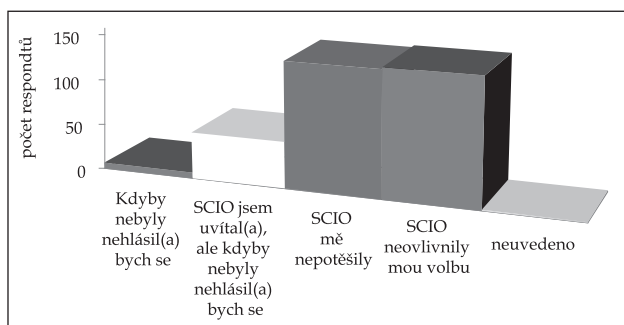 počet respondtů
150
100
50
0
Kdyby
nebyly
nehlásil(a)
bych se
SCIO jsem
uvítal(a),
ale kdyby
nebyly
nehlásil(a)
bych se
SCIO
mě
nepotěšily
SCIO
neovlivnily
mou volbu
neuvedeno